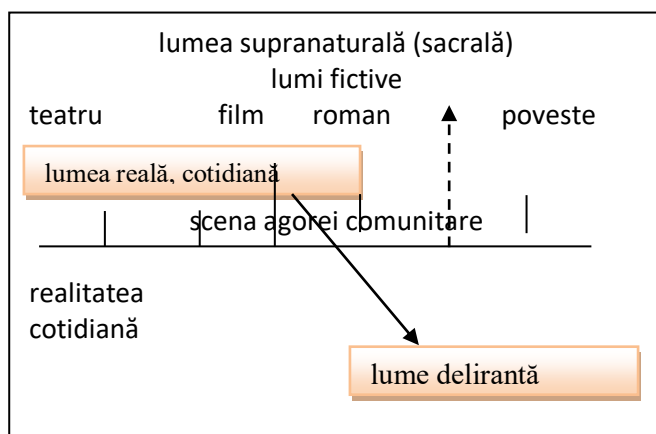 lumea supranaturală (sacrală)
lumi fictive
teatru film roman poveste
lumea reală, cotidiană
scena agorei comunitare
realitatea
cotidiană
lume delirantă